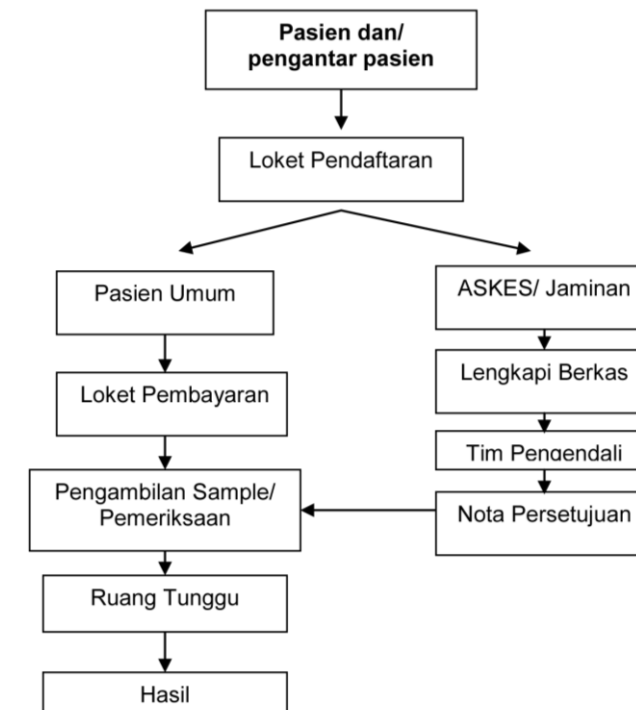 Pasien dan/
pengantar pasien
Loket Pendaftaran
Pasien Umum
ASKES/ Jaminan
Loket Pembayaran
Lengkapi Berkas
Tim Pengendali
Pengambilan Sample/
Pemeriksaan
Nota Persetujuan
Ruang Tunggu
Hasil